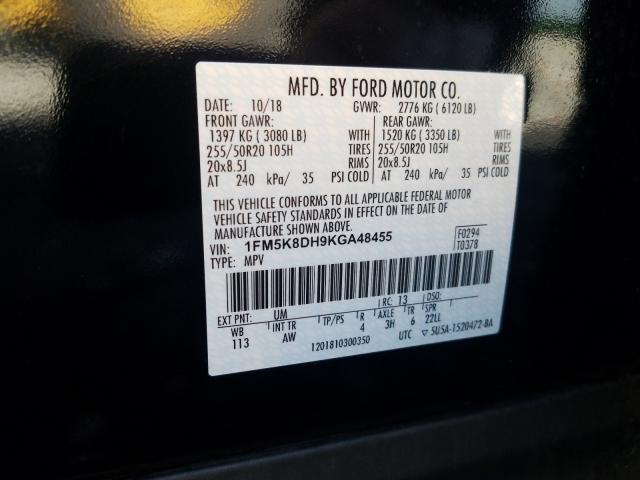 MFD. BY FORD MOTOR CO.
DATE: 10/18 GVWR: 2776 KG ( 6120 LB)
FRONT GAWR: REAR GAWR:
1397 KG ( 3080 LB) WITH 1520 KG ( 3350 LB) WITH
255/50R20 105H TIRES 255/50R20 105H TIRES
20x8.5J RIMS 20x8.5J RIMS
AT 240 kPa/ 35 PSI COLD AT 240 kPa/ 35 PSI COLD
THIS VEHICLE CONFORMS TO ALL APPLICABLE FEDERAL MOTOR
VEHICLE SAFETY STANDARDS IN EFFECT ON THE DATE OF
MANUFACTURE SHOWN ABOVE.
VIN: 1FM5K8DH9KGA48455 F0294
TYPE: MPV T0378
EXT PNT: UM RC: 13 DSO:
WB INT TR TP/PS R AXLE TR SPR
113 AW 4 3H 6 22LL
1201810300350 UTC ▽ 5U5A-1520472-BA